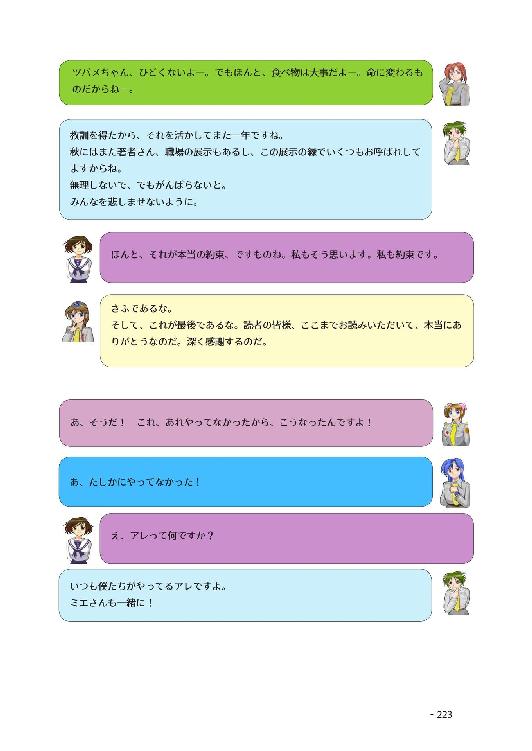 ツバメちゃん、ひどくないよー。でもほんと、食べ物は大事だよー。命に変わるも
のだからねー。
教訓を得たから、それを活かしてまた一年ですね。
秋にはまた著者さん、職場の展示もあるし、この展示の縁でいくつもお呼ばれして
ますからね。
無理しないで、でもがんばらないと。
みんなを悲しませないように。
ほんと、それが本当の約束、ですものね。私もそう思います。私も約束です。
さふであるな。
そして、これが最後であるな。読者の皆様、ここまでお読みいただいて、本当にあ
りがとうなのだ。深く感謝するのだ。
あ、そうだ！　これ、あれやってなかったから、こうなったんですよ！
あ、たしかにやってなかった！
え、アレって何ですか？
いつも僕たちがやってるアレですよ。
ミエさんも一緒に！
- 223